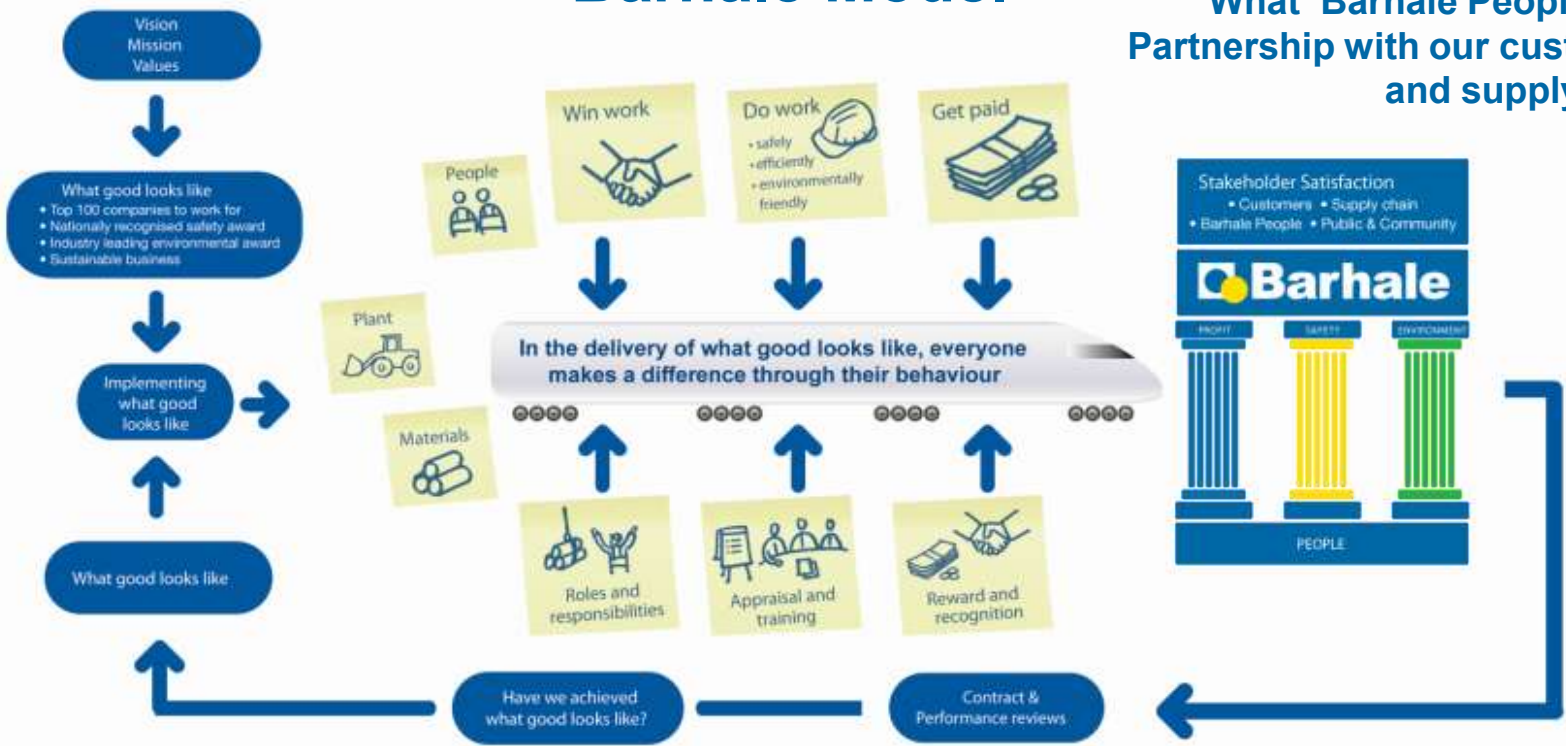 Barhale Model
What Barhale Peopl
Partnership with our cust
and supply
Vision
Mission
Values
What good looks like
• Top 100 companies to work for
• Nationally recognised safety award
• Industry leading environmental award
• Sustainable business
Implementing
what good
looks like
What good looks like
People
Plant
Materials
Win work
Do work
• safely
• efficiently
• environmentally
friendly
Get paid
In the delivery of what good looks like, everyone
makes a difference through their behaviour
Roles and
responsibilities
Appraisal and
training
Reward and
recognition
Stakeholder Satisfaction
• Customers • Supply chain
• Barhale People • Public & Community
Barhale
PROFIT
SAFETY
ENVIRONMENT
PEOPLE
Have we achieved
what good looks like?
Contract &
Performance reviews